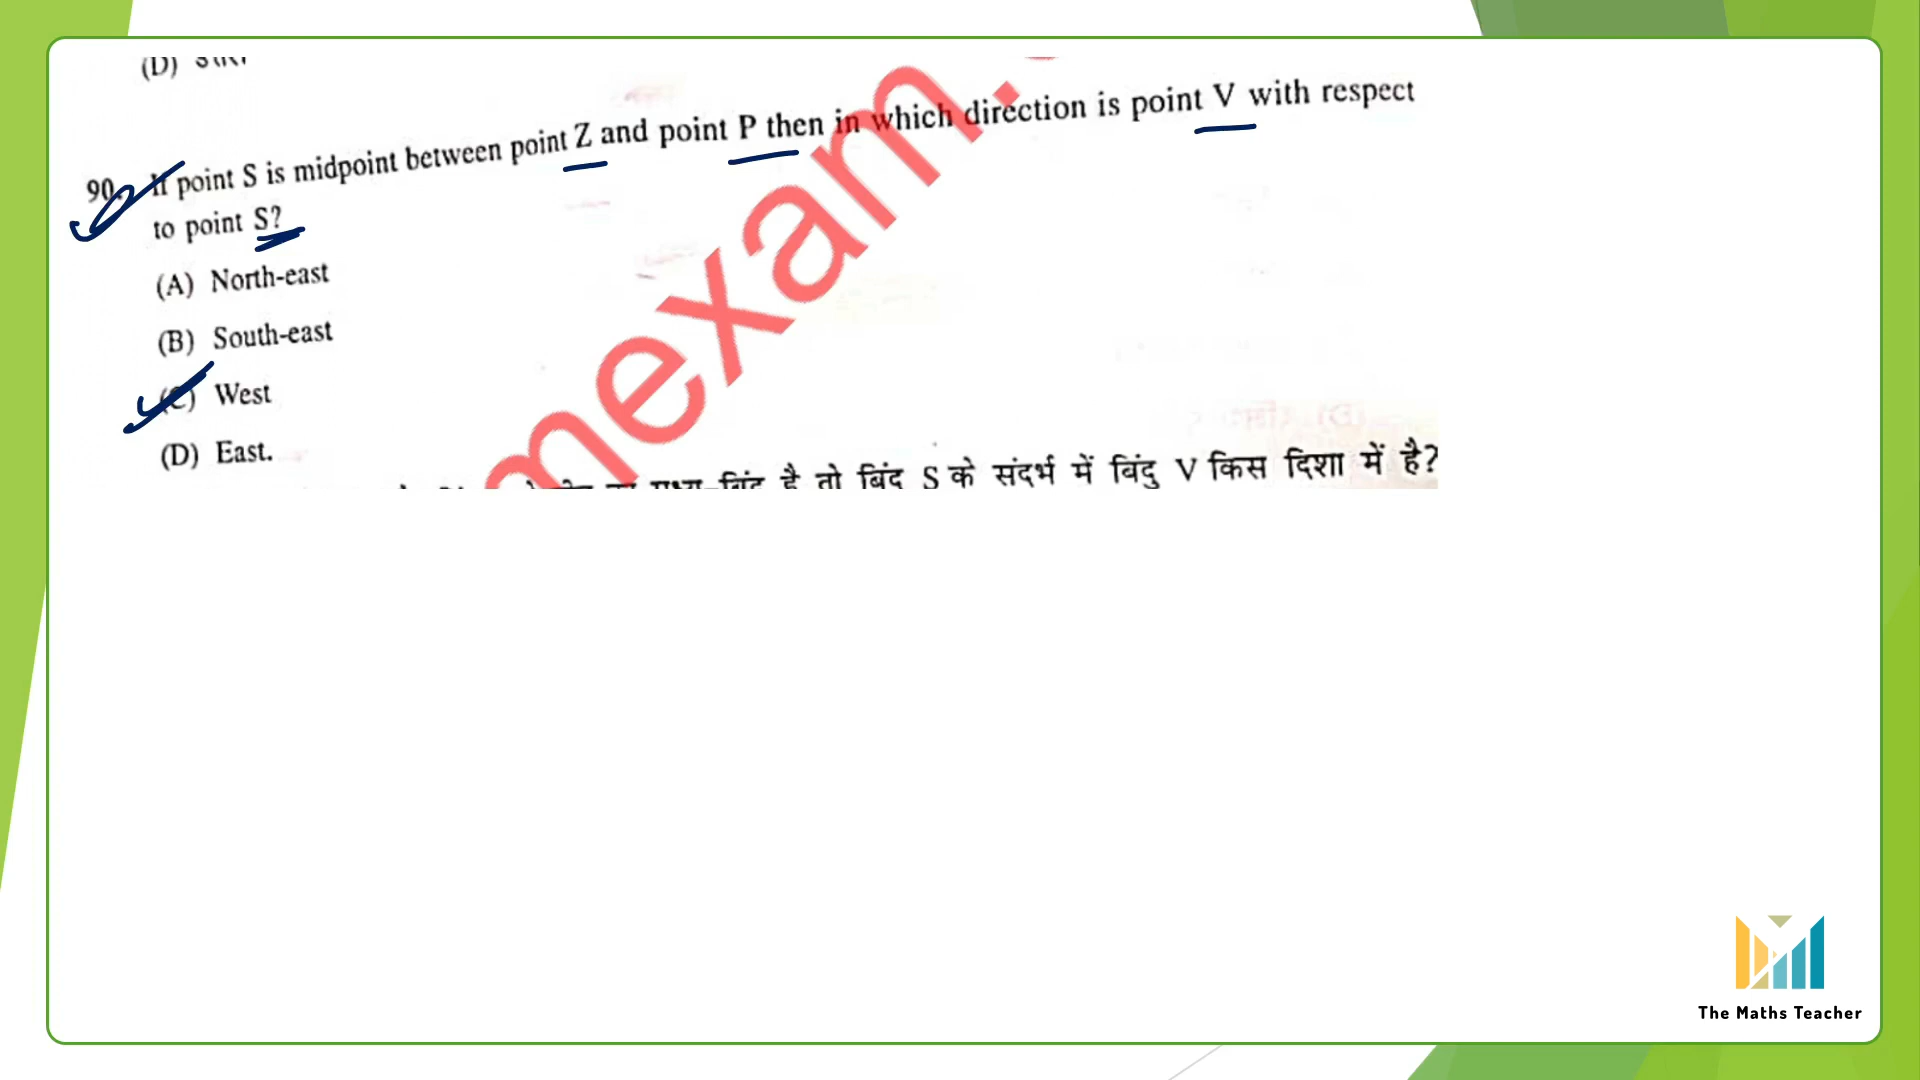 (D)
90. If point S is midpoint between point Z and point P then in which direction is point V with respect
to point S?
(A) North-east
(B) South-east
(C) West
(D) East.
mexam.
है तो बिंदु S के संदर्भ में बिंदु V किस दिशा में है?
The Maths Teacher